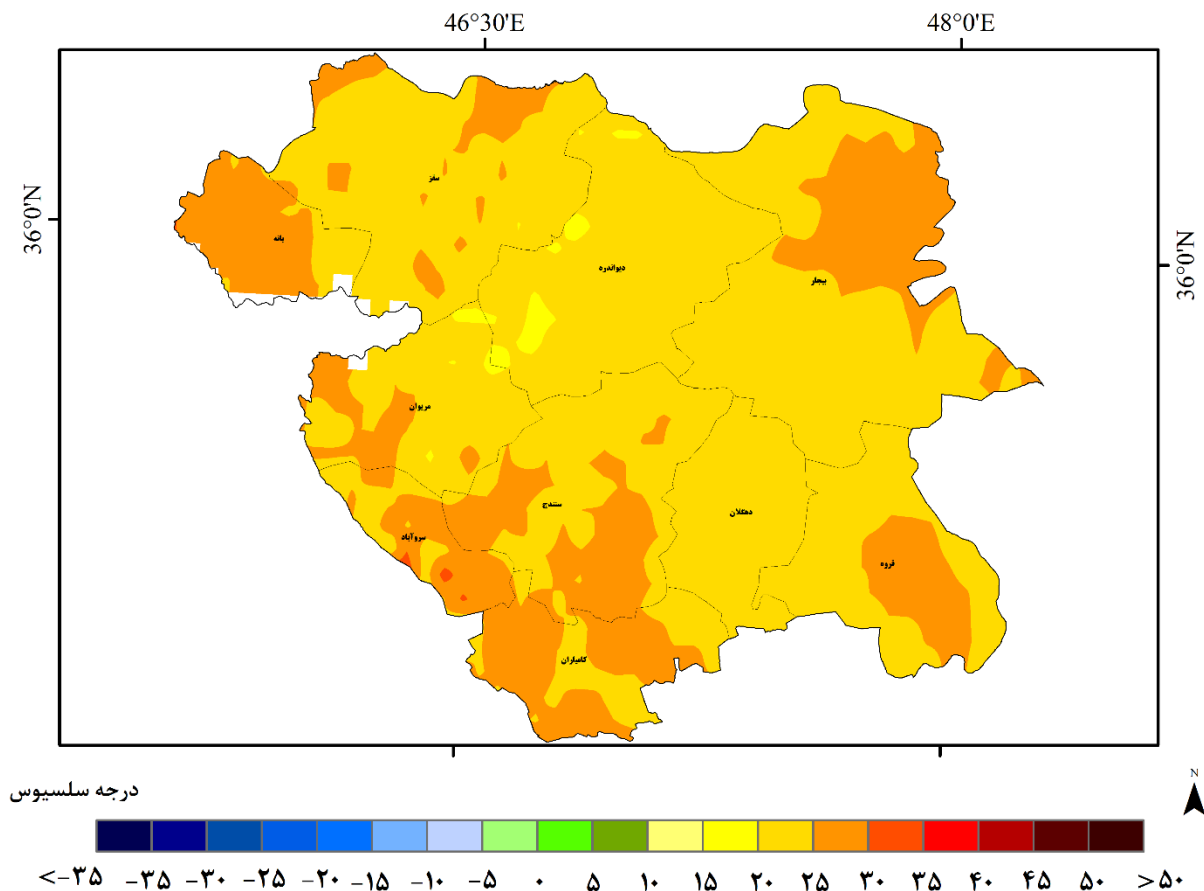 46°30'E 48°0'E
36°0'N
36°0'N
سقز
بانه
دیواندره
بیجار
مریوان
سنندج
دهگلان
سروآباد
قروه
کامیاران
درجه سلسیوس
N
<-۳۵ -۳۵ -۳۰ -۲۵ -۲۰ -۱۵ -۱۰ -۵ ۰ ۵ ۱۰ ۱۵ ۲۰ ۲۵ ۳۰ ۳۵ ۴۰ ۴۵ ۵۰ >۵۰